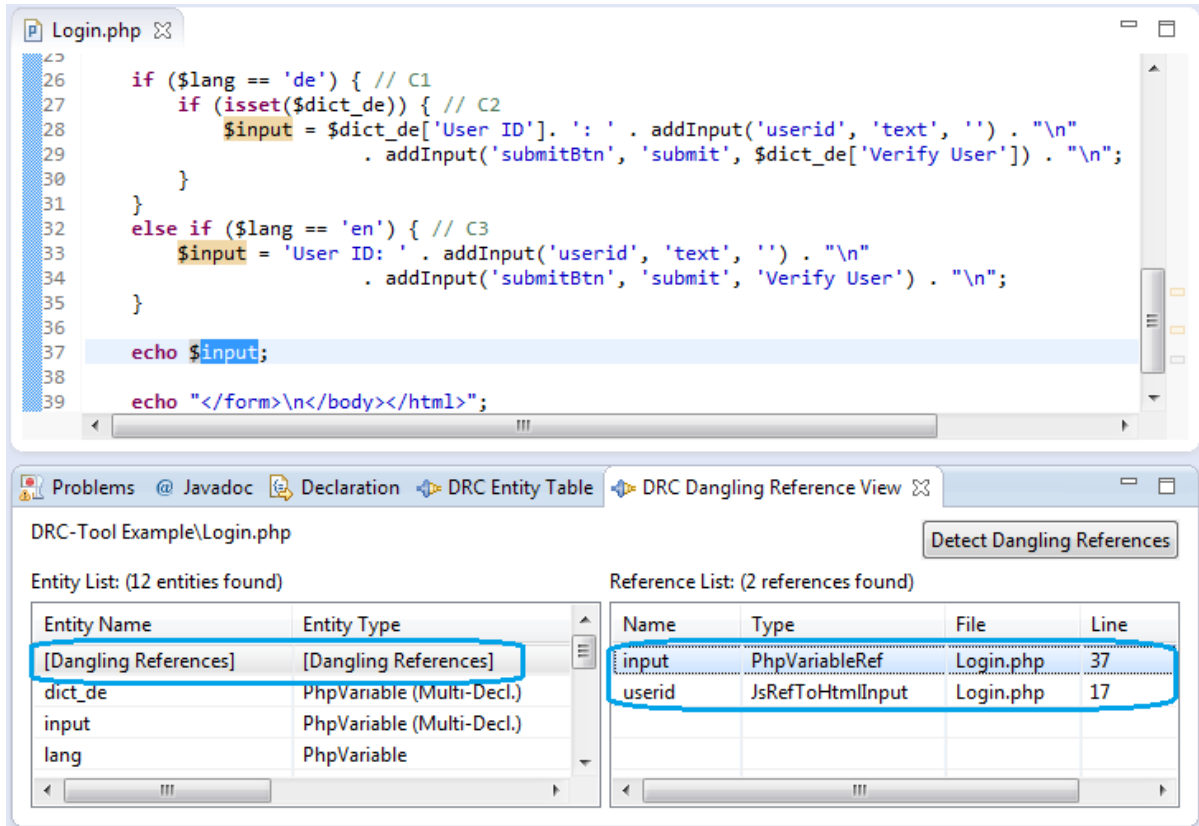 Login.php
25
26 if ($lang == 'de') { // C1
27 if (isset($dict_de)) { // C2
28 $input = $dict_de['User ID']. ': ' . addInput('userid', 'text', '') . "\n"
29 . addInput('submitBtn', 'submit', $dict_de['Verify User']) . "\n";
30 }
31 }
32 else if ($lang == 'en') { // C3
33 $input = 'User ID: ' . addInput('userid', 'text', '') . "\n"
34 . addInput('submitBtn', 'submit', 'Verify User') . "\n";
35 }
36
37 echo $input;
38
39 echo "</form>\n</body></html>";
Problems @ Javadoc Declaration DRC Entity Table DRC Dangling Reference View
DRC-Tool Example\Login.php
Detect Dangling References
Entity List: (12 entities found)
Entity Name Entity Type
[Dangling References] [Dangling References]
dict_de PhpVariable (Multi-Decl.)
input PhpVariable (Multi-Decl.)
lang PhpVariable
Reference List: (2 references found)
Name Type File Line
input PhpVariableRef Login.php 37
userid JsRefToHtmlInput Login.php 17